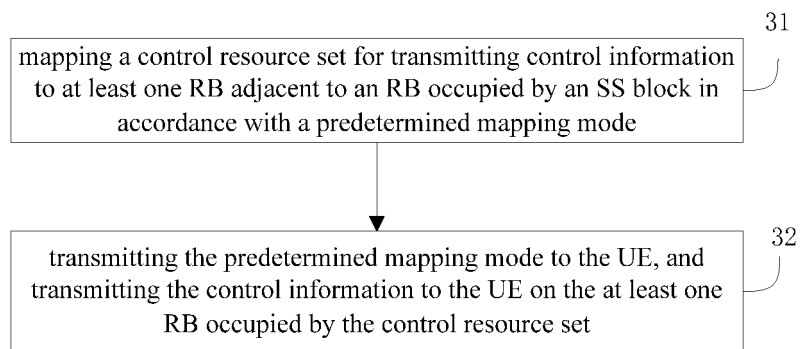 31
mapping a control resource set for transmitting control information
to at least one RB adjacent to an RB occupied by an SS block in
accordance with a predetermined mapping mode
32
transmitting the predetermined mapping mode to the UE, and
transmitting the control information to the UE on the at least one
RB occupied by the control resource set